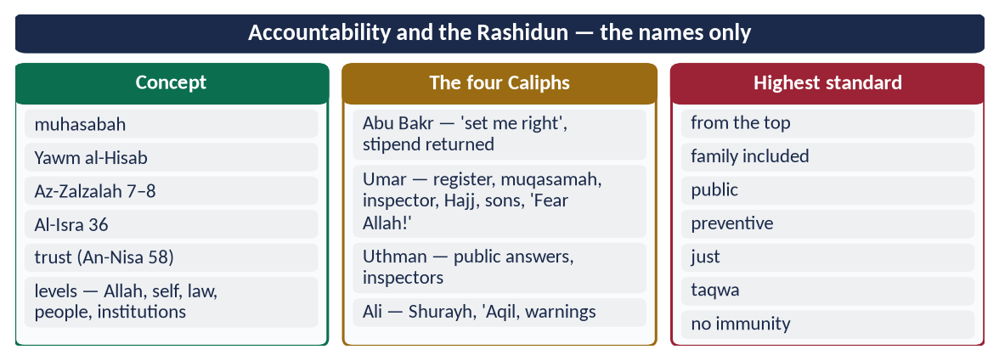 Accountability and the Rashidun — the names only
Concept
muhasabah
Yawm al-Hisab
Az-Zalzalah 7–8
Al-Isra 36
trust (An-Nisa 58)
levels — Allah, self, law,
people, institutions
The four Caliphs
Abu Bakr — 'set me right',
stipend returned
Umar — register, muqasamah,
inspector, Hajj, sons, 'Fear
Allah!'
Uthman — public answers,
inspectors
Ali — Shurayh, 'Aqil, warnings
Highest standard
from the top
family included
public
preventive
just
taqwa
no immunity